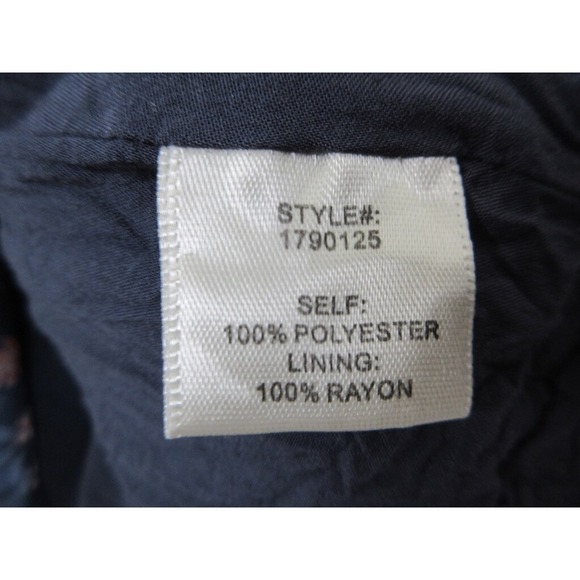 STYLE#:
1790125
SELF:
100% POLYESTER
LINING:
100% RAYON